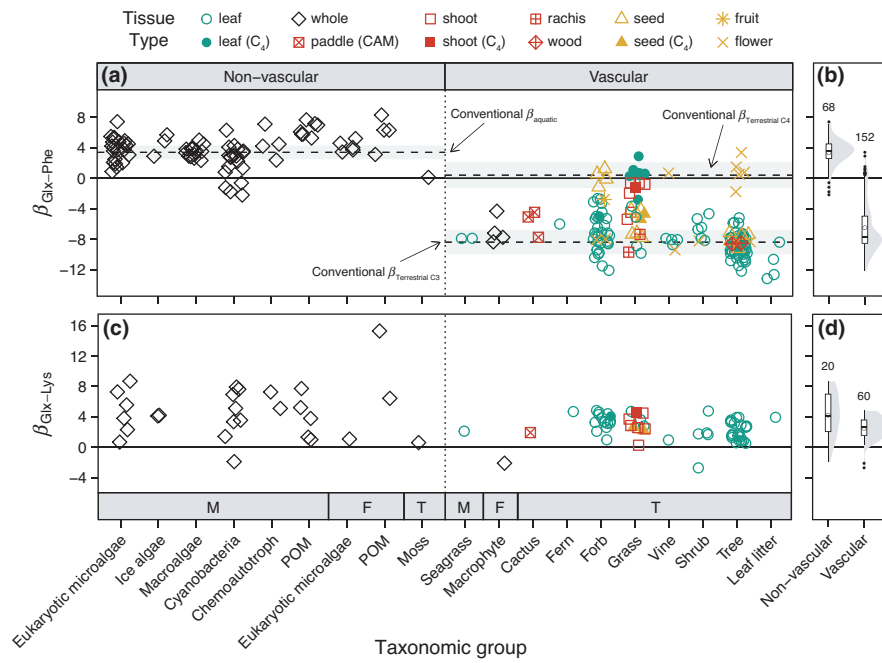 Tissue Type
leaf whole shoot rachis seed fruit
leaf (C4) paddle (CAM) shoot (C4) wood seed (C4) flower
(a) Non−vascular Vascular (b)
8
4
0
−4
−8
−12
βGlx−Phe
Conventional βaquatic
Conventional βTerrestrial C4
Conventional βTerrestrial C3
68
152
(c) (d)
16
12
8
4
0
−4
βGlx−Lys
20
60
M F T M F T
Eukaryotic microalgae
Ice algae
Macroalgae
Cyanobacteria
Chemoautotroph
POM
Eukaryotic microalgae
POM
Moss
Seagrass
Macrophyte
Cactus
Fern
Forb
Grass
Vine
Shrub
Tree
Leaf litter
Non−vascular
Vascular
Taxonomic group